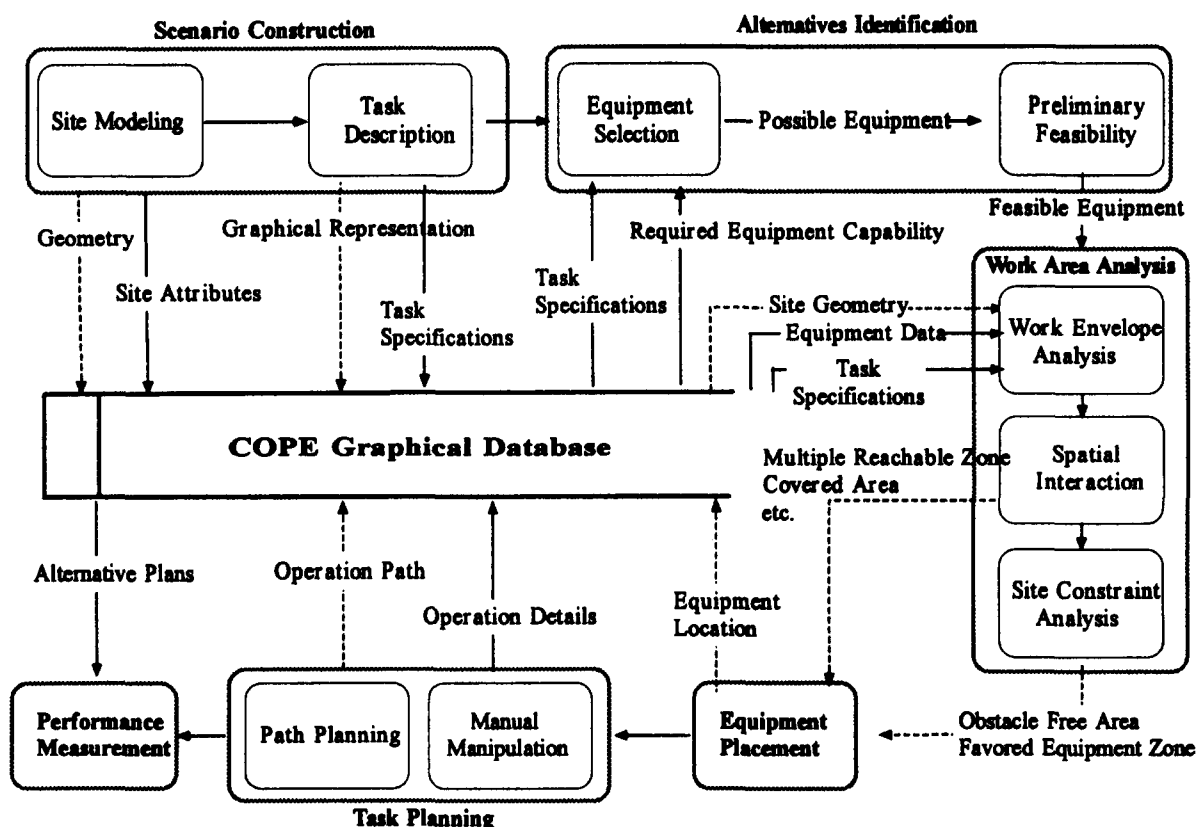 Scenario Construction
Alternatives Identification
Site Modeling
Task
Description
Equipment
Selection
Possible Equipment
Preliminary
Feasibility
Geometry
Graphical Representation
Required Equipment Capability
Feasible Equipment
Site Attributes
Task
Specifications
Task
Specifications
Work Area Analysis
Site Geometry
Equipment Data
Task
Specifications
Work Envelope
Analysis
COPE Graphical Database
Multiple Reachable Zone
Covered Area
etc.
Spatial
Interaction
Alternative Plans
Operation Path
Operation Details
Equipment
Location
Site Constraint
Analysis
Performance
Measurement
Path Planning
Manual
Manipulation
Equipment
Placement
Obstacle Free Area
Favored Equipment Zone
Task Planning